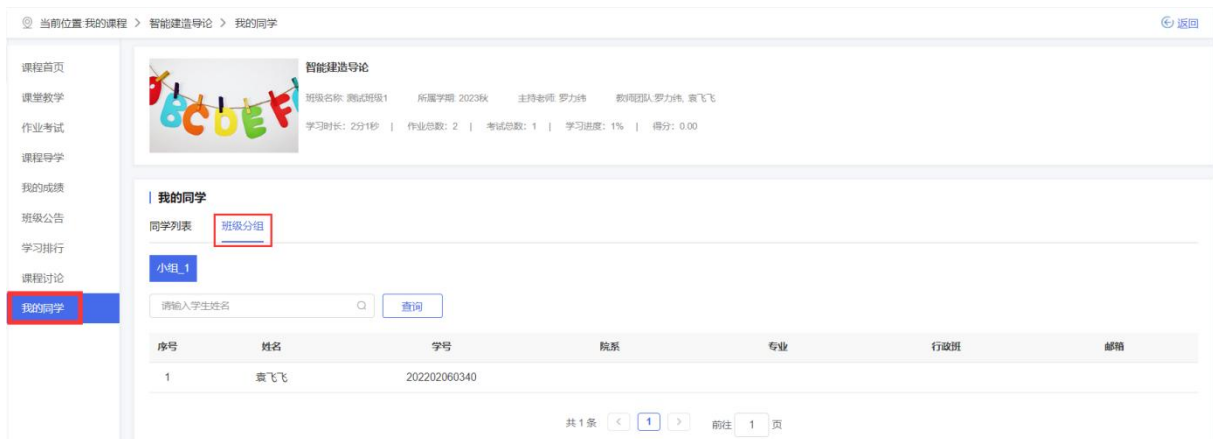 当前位置 我的课程 > 智能建造导论 > 我的同学
返回
课程首页
课堂教学
作业考试
课程导学
我的成绩
班级公告
学习排行
课程讨论
我的同学
BCDEF
智能建造导论
班级名称: 测试班级1 所属学期: 2023秋 主持老师: 罗力纬 教师团队: 罗力纬, 袁飞飞
学习时长: 2分1秒 | 作业总数: 2 | 考试总数: 1 | 学习进度: 1% | 得分: 0.00
我的同学
同学列表 班级分组
小组_1
请输入学生姓名 查询
序号 姓名 学号 院系 专业 行政班 邮箱
1 袁飞飞 202202060340
共 1 条 < 1 > 前往 1 页